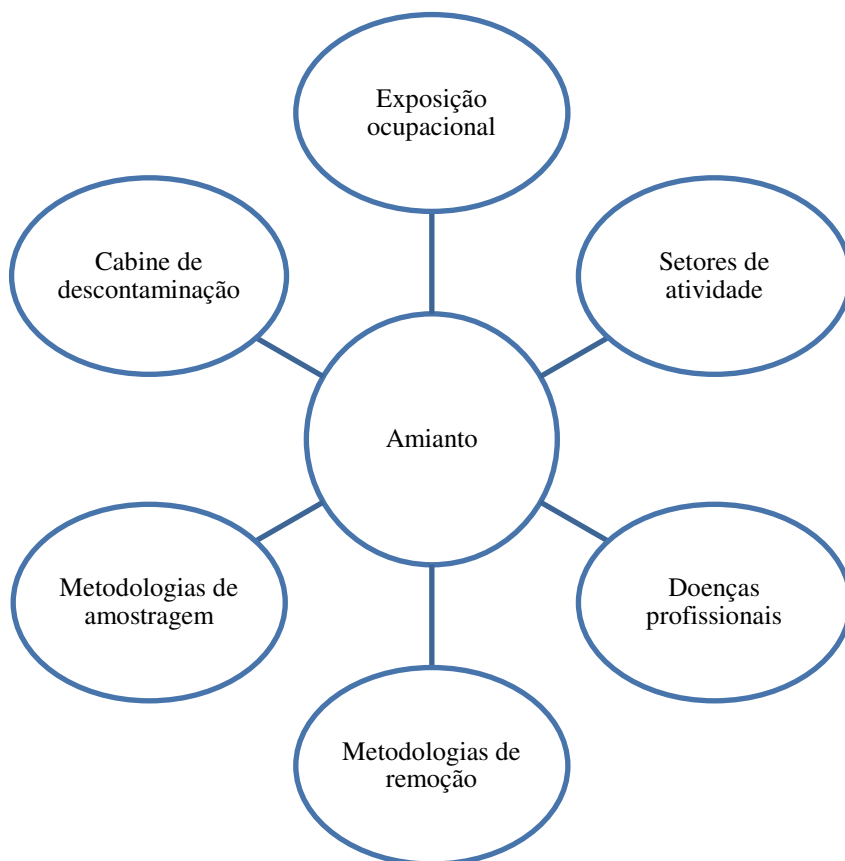 Exposição
ocupacional
Cabine de
descontaminação
Setores de
atividade
Amianto
Metodologias de
amostragem
Doenças
profissionais
Metodologias de
remoção